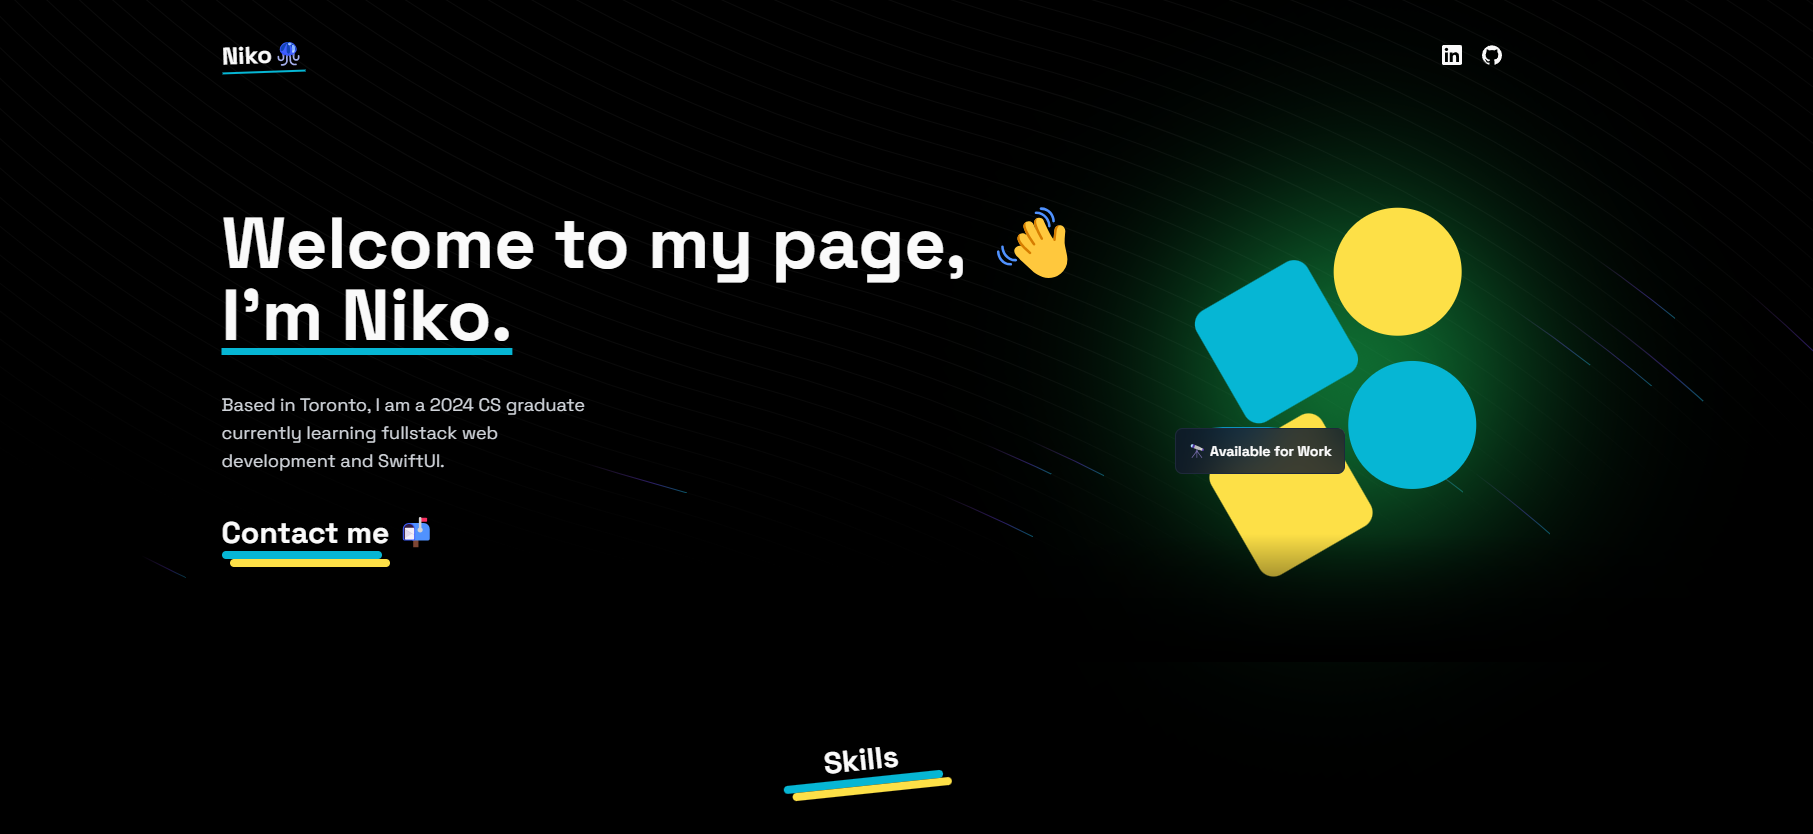 Niko
Welcome to my page,
I'm Niko.
Based in Toronto, I am a 2024 CS graduate
currently learning fullstack web
development and SwiftUI.
Available for Work
Contact me
Skills